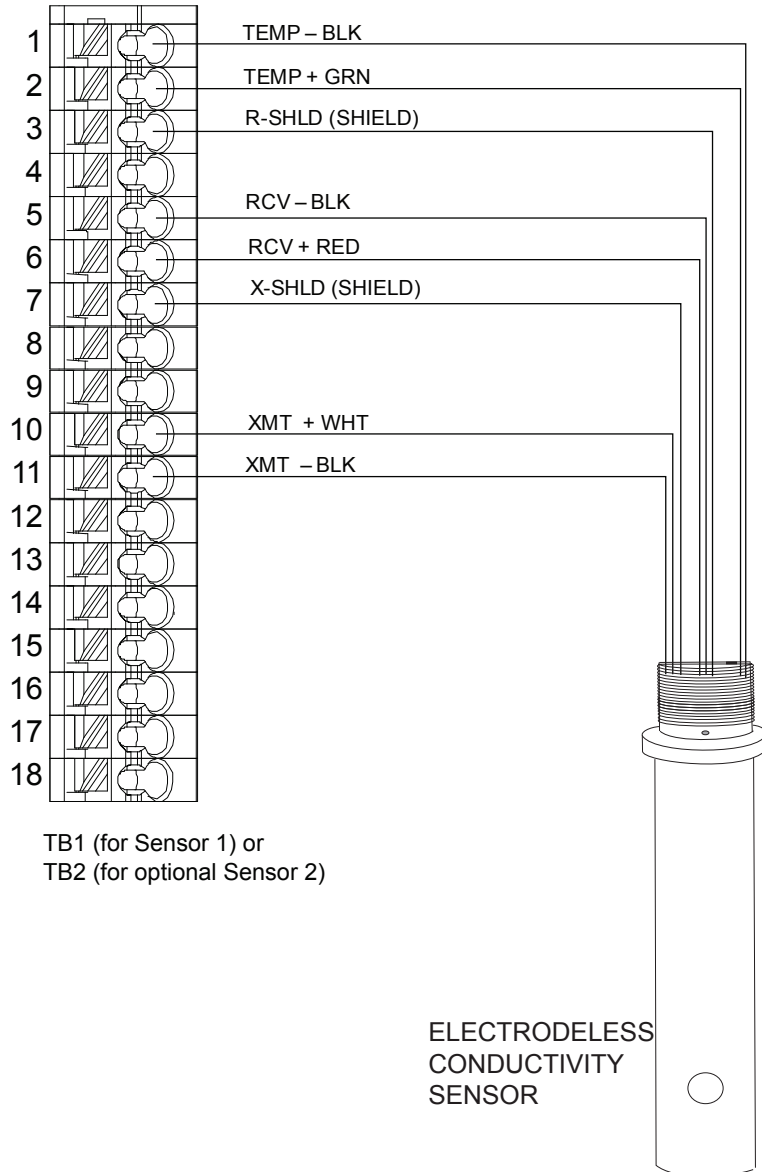 1
TEMP – BLK
2
TEMP + GRN
3
R-SHLD (SHIELD)
4
5
RCV – BLK
6
RCV + RED
7
X-SHLD (SHIELD)
8
9
10
XMT + WHT
11
XMT – BLK
12
13
14
15
16
17
18
TB1 (for Sensor 1) or
TB2 (for optional Sensor 2)
ELECTRODELESS
CONDUCTIVITY
SENSOR